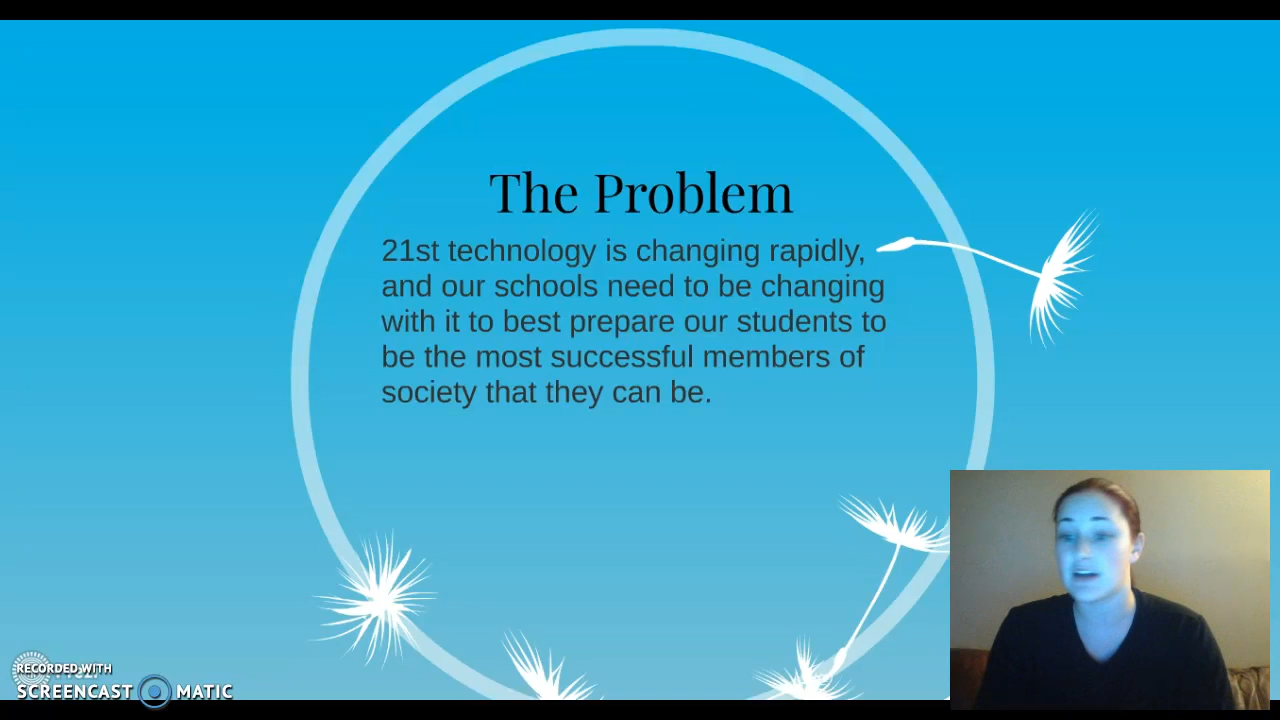 The Problem
21st technology is changing rapidly,
and our schools need to be changing
with it to best prepare our students to
be the most successful members of
society that they can be.
RECORDED WITH
SCREENCAST MATIC